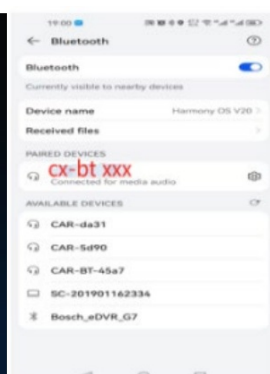 19:00
Bluetooth
Bluetooth
Currently visible to nearby devices
Device name Harmony OS V20
Received files
PAIRED DEVICES
cx-bt xxx
Connected for media audio
AVAILABLE DEVICES
CAR-da31
CAR-5d90
CAR-BT-45a7
SC-201901162334
Bosch_eDVR_G7